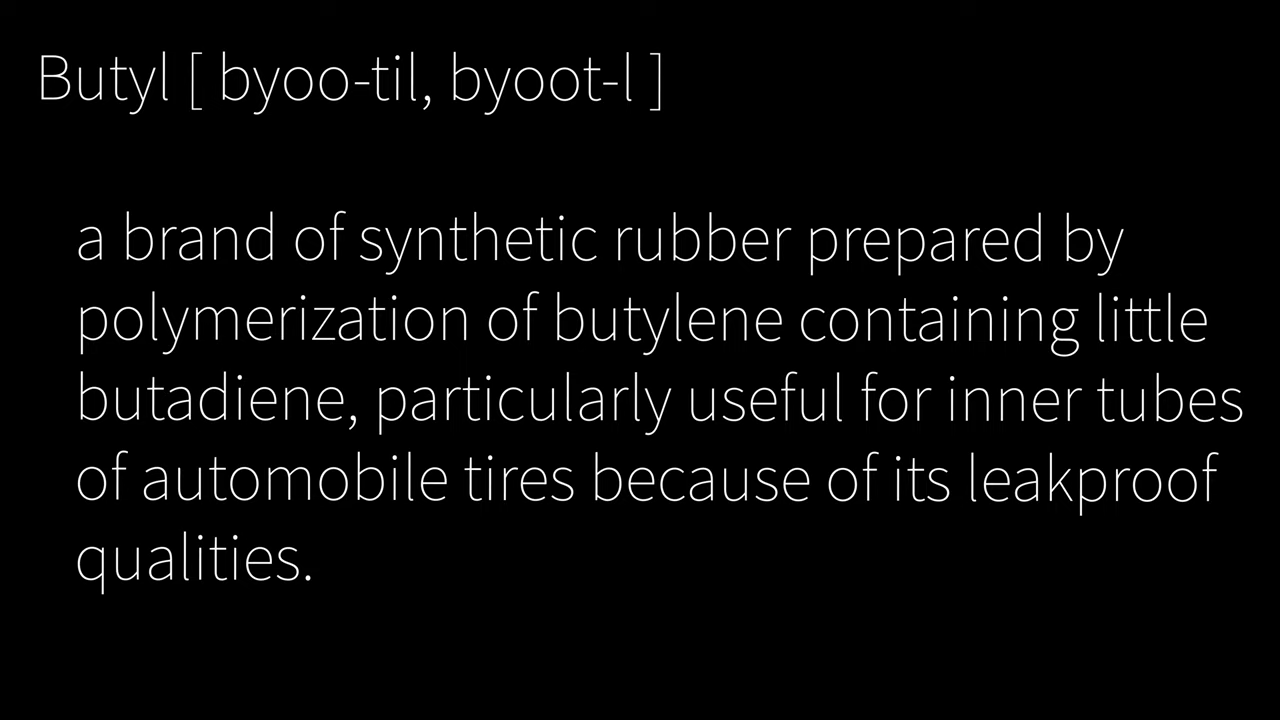 Butyl [ byoo-til, byoot-l ]
a brand of synthetic rubber prepared by
polymerization of butylene containing little
butadiene, particularly useful for inner tubes
of automobile tires because of its leakproof
qualities.